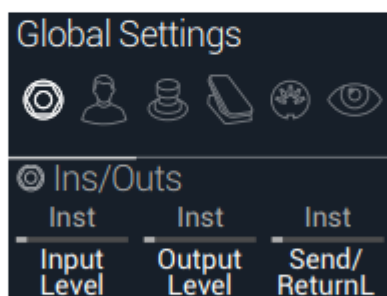 Global Settings
Ins/Outs
Inst Inst Inst
Input Output Send/
Level Level ReturnL